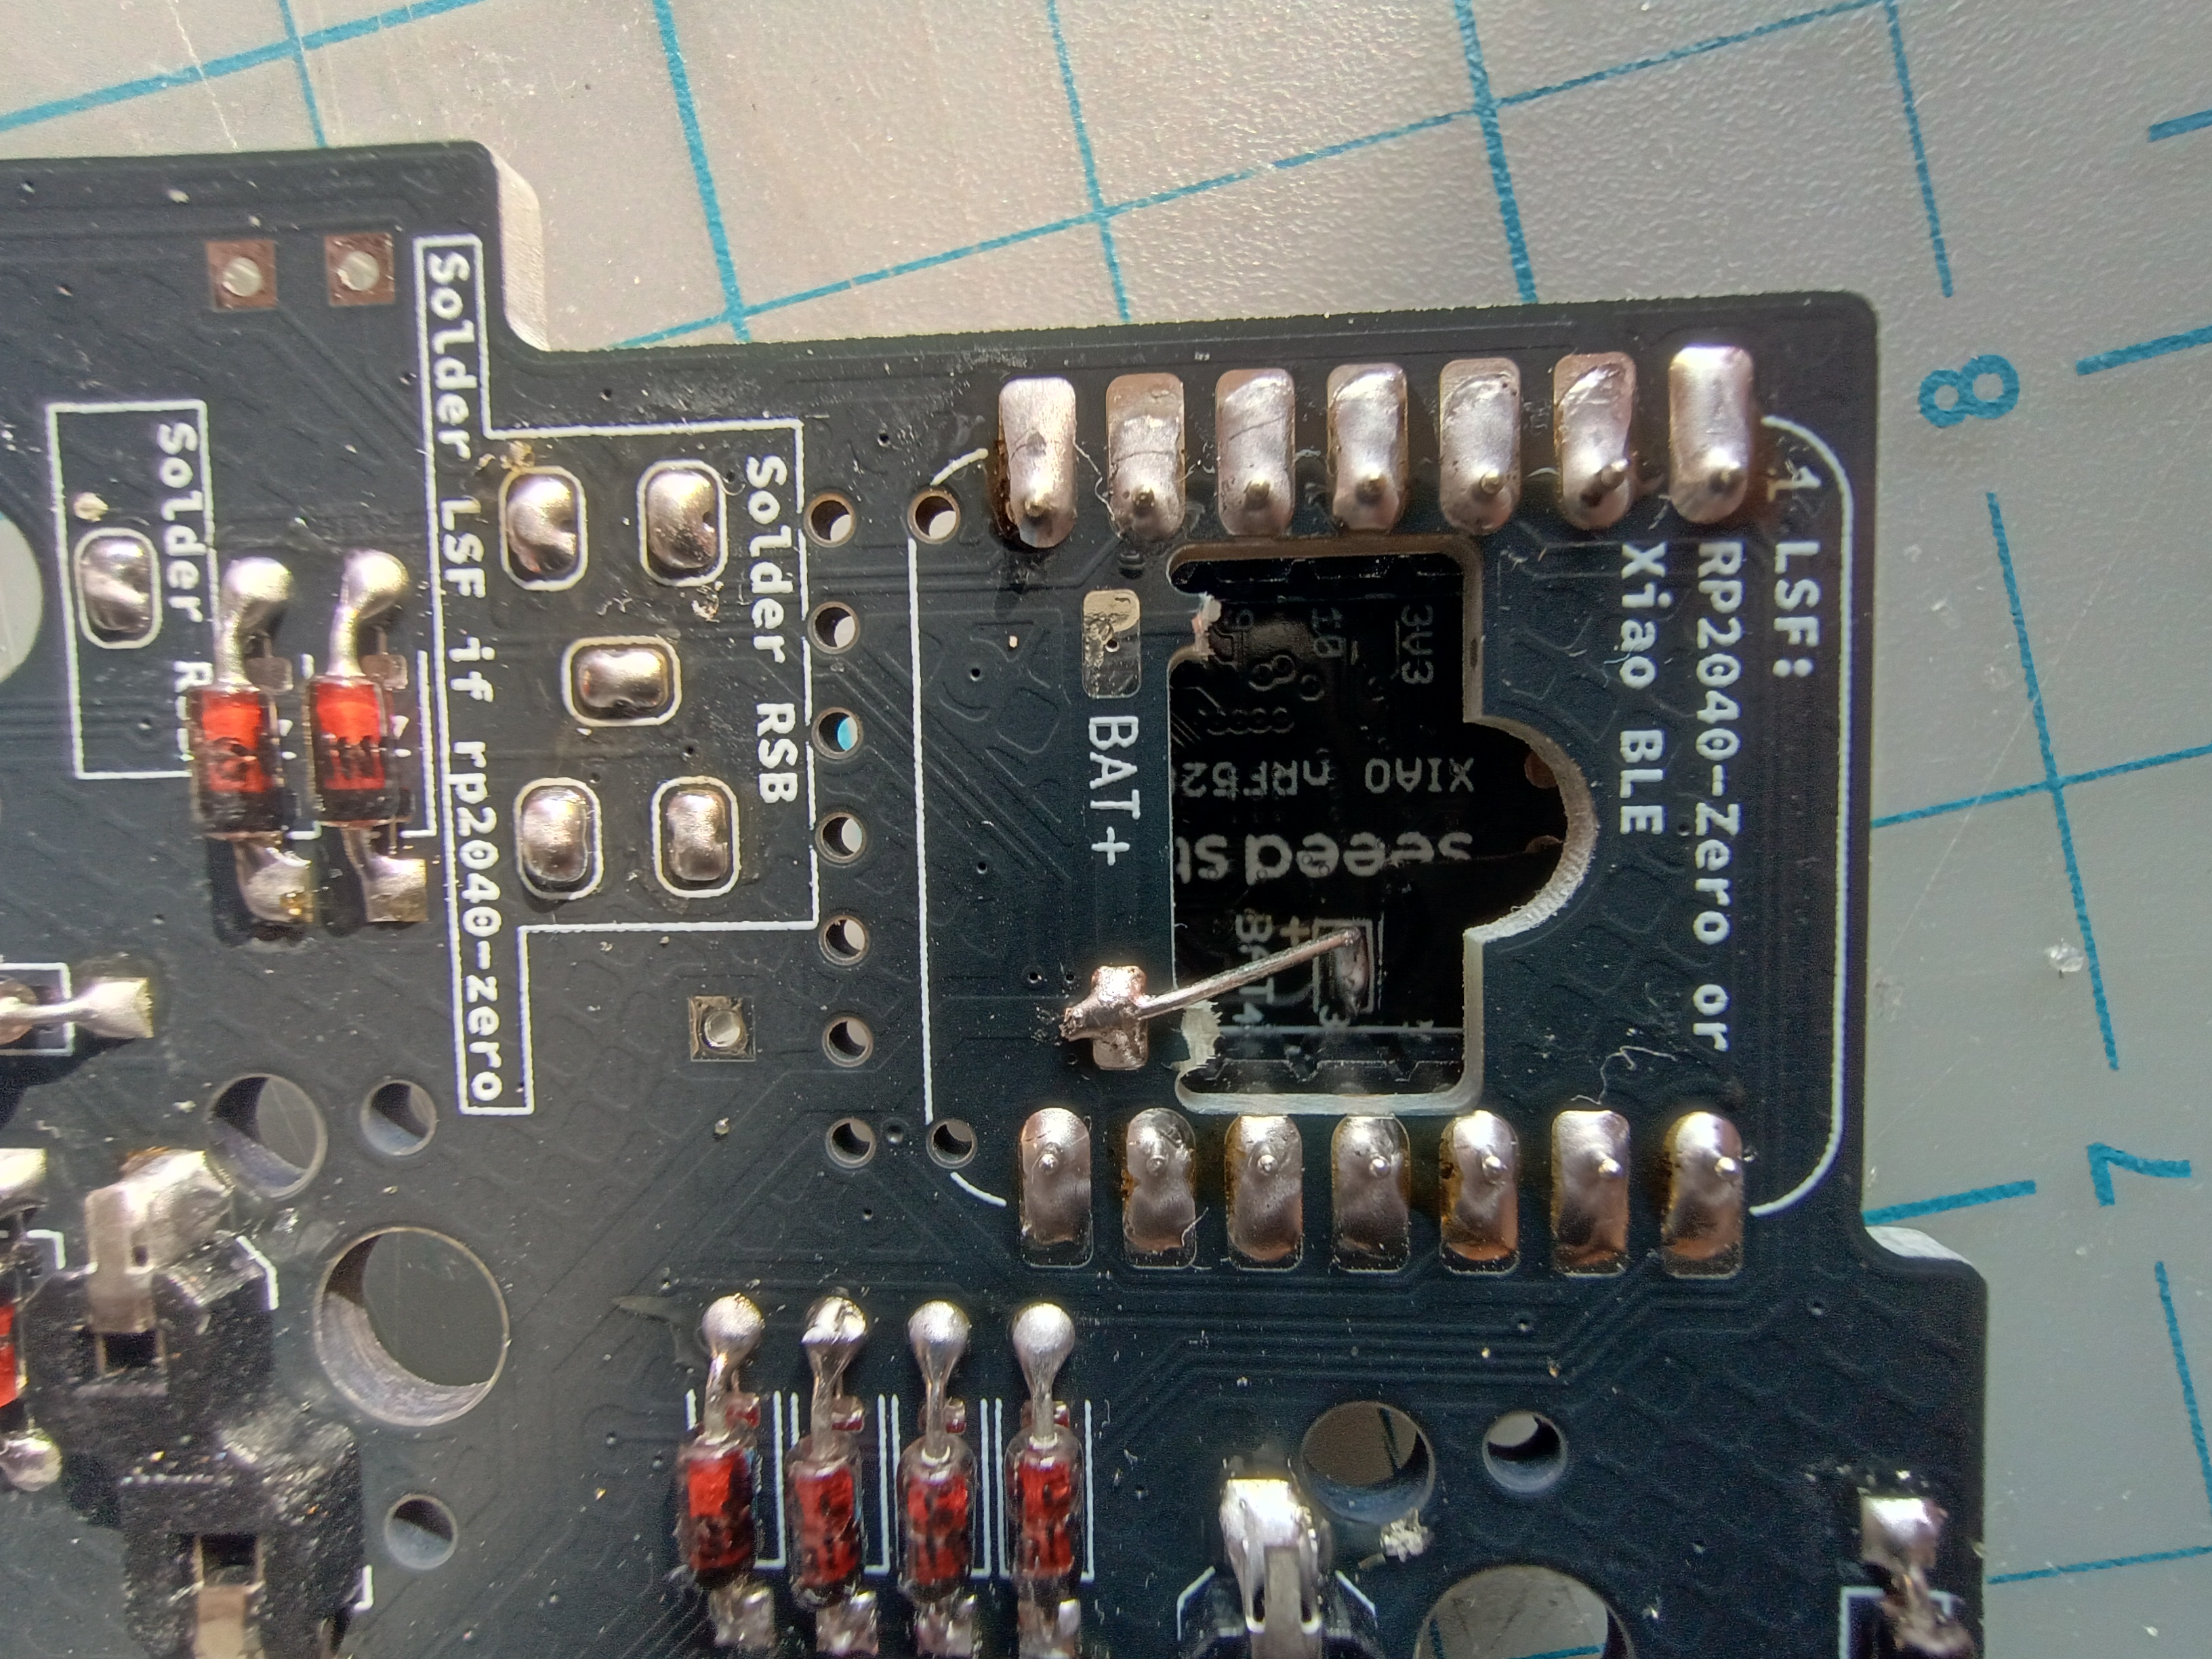 7
8
1 LSF:
RP2040-Zero or
Xiao BLE
3
BAT
+
seeed st
XIAO nRF52
3V3
10
9
BAT+
Solder RSB
Solder LSF if rp2040-zero
Solder